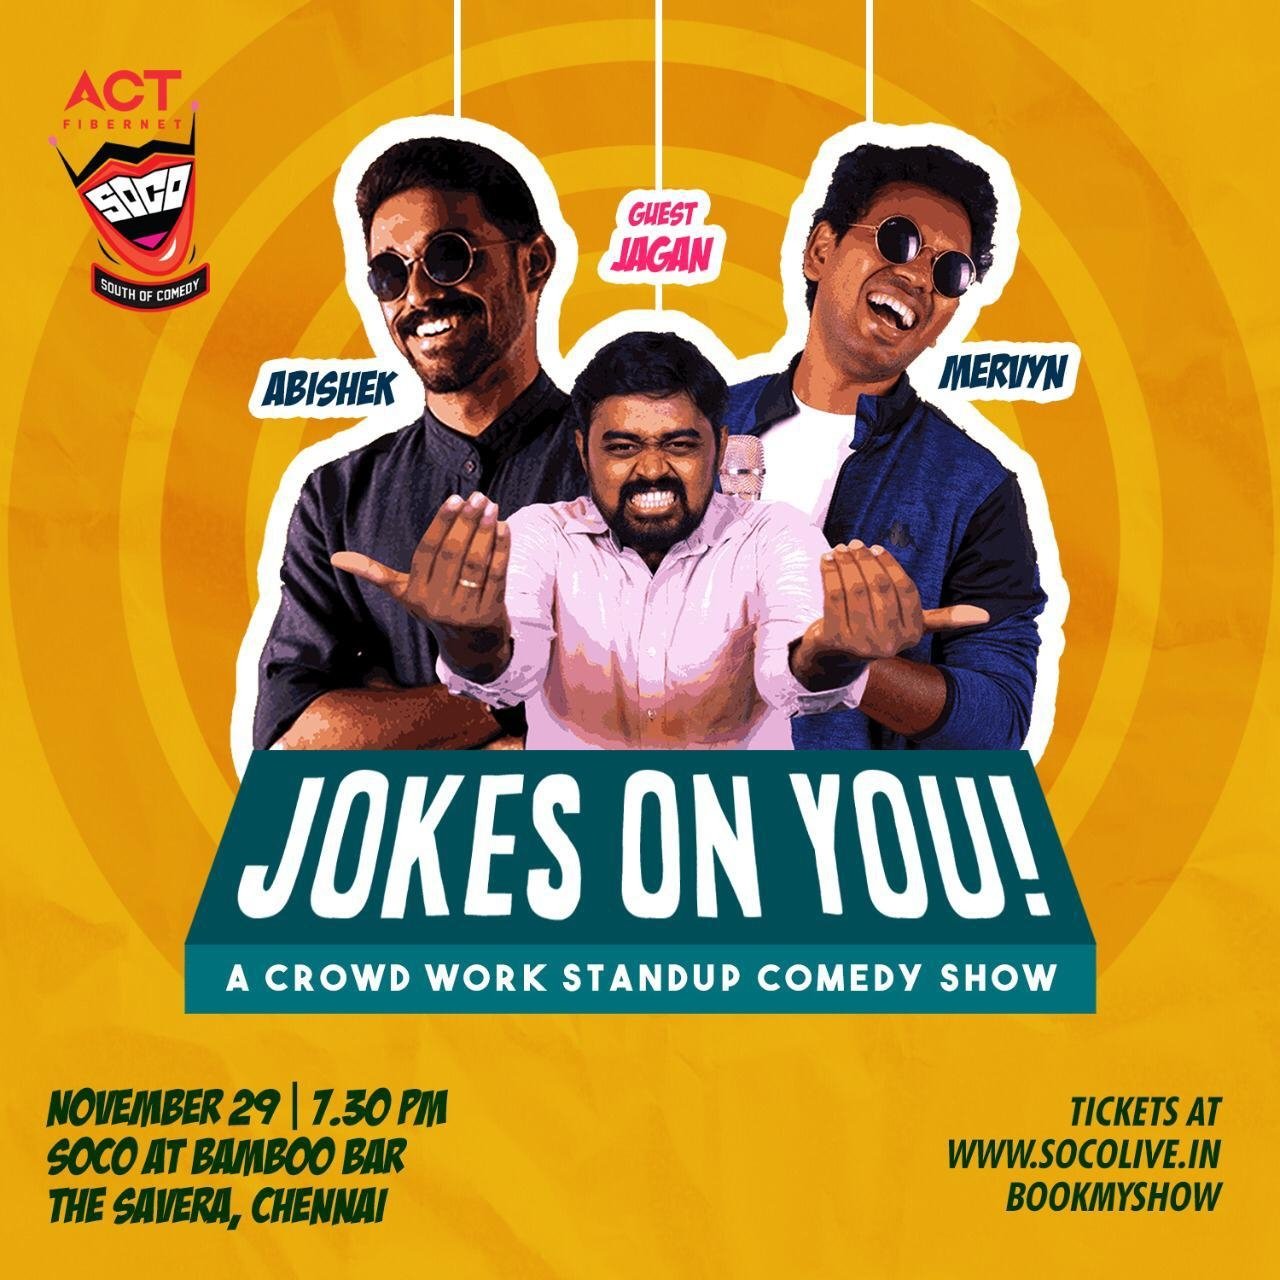 ACT
FIBERNET
SOCO
SOUTH OF COMEDY
GUEST
JAGAN
ABISHEK
MERVYN
JOKES ON YOU!
A CROWD WORK STANDUP COMEDY SHOW
NOVEMBER 29 | 7.30 PM
SOCO AT BAMBOO BAR
THE SAVERA, CHENNAI
TICKETS AT
WWW.SOCOLIVE.IN
BOOKMYSHOW